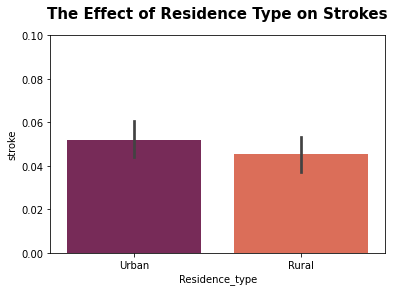 The Effect of Residence Type on Strokes
0.10
0.08
0.06
0.04
0.02
0.00
stroke
Urban
Rural
Residence_type